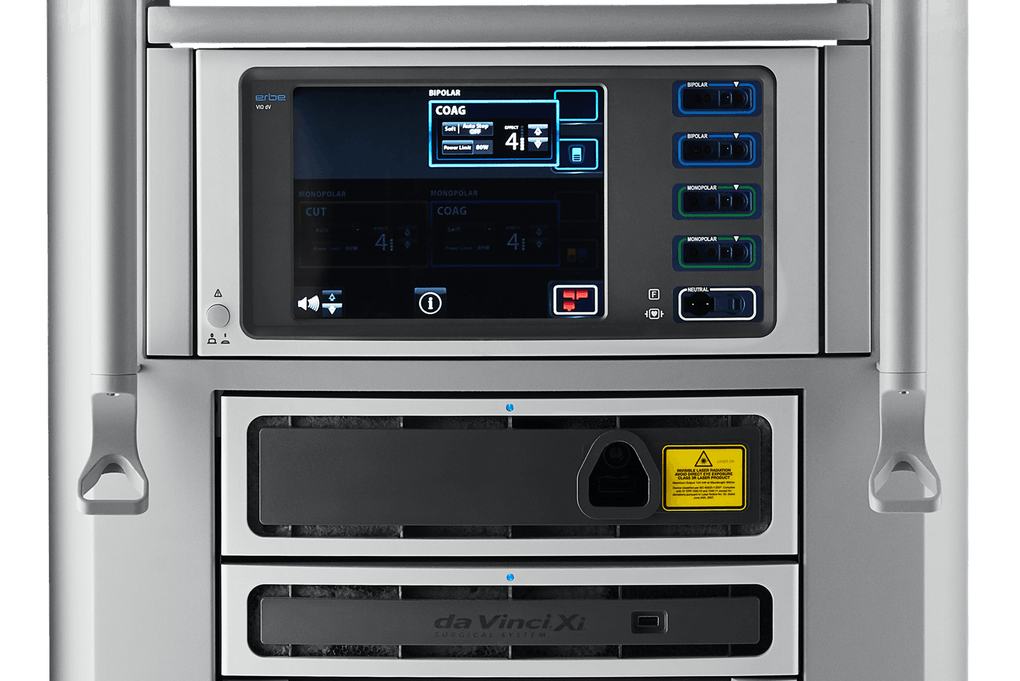 erbe
VIO dV
BIPOLAR
COAG
Soft
Auto Stop
OFF
EFFECT
4
Power Limit
80W
MONOPOLAR
CUT
4
MONOPOLAR
COAG
4
BIPOLAR
BIPOLAR
MONOPOLAR
MONOPOLAR
NEUTRAL
F
i
INVISIBLE LASER RADIATION
AVOID DIRECT EYE EXPOSURE
CLASS 3R LASER PRODUCT
da Vinci Xi
SURGICAL SYSTEM